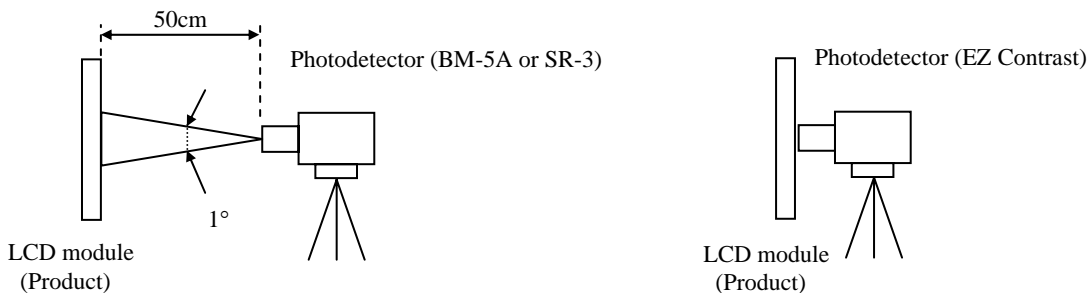 50cm
Photodetector (BM-5A or SR-3)
1°
LCD module
(Product)
Photodetector (EZ Contrast)
LCD module
(Product)